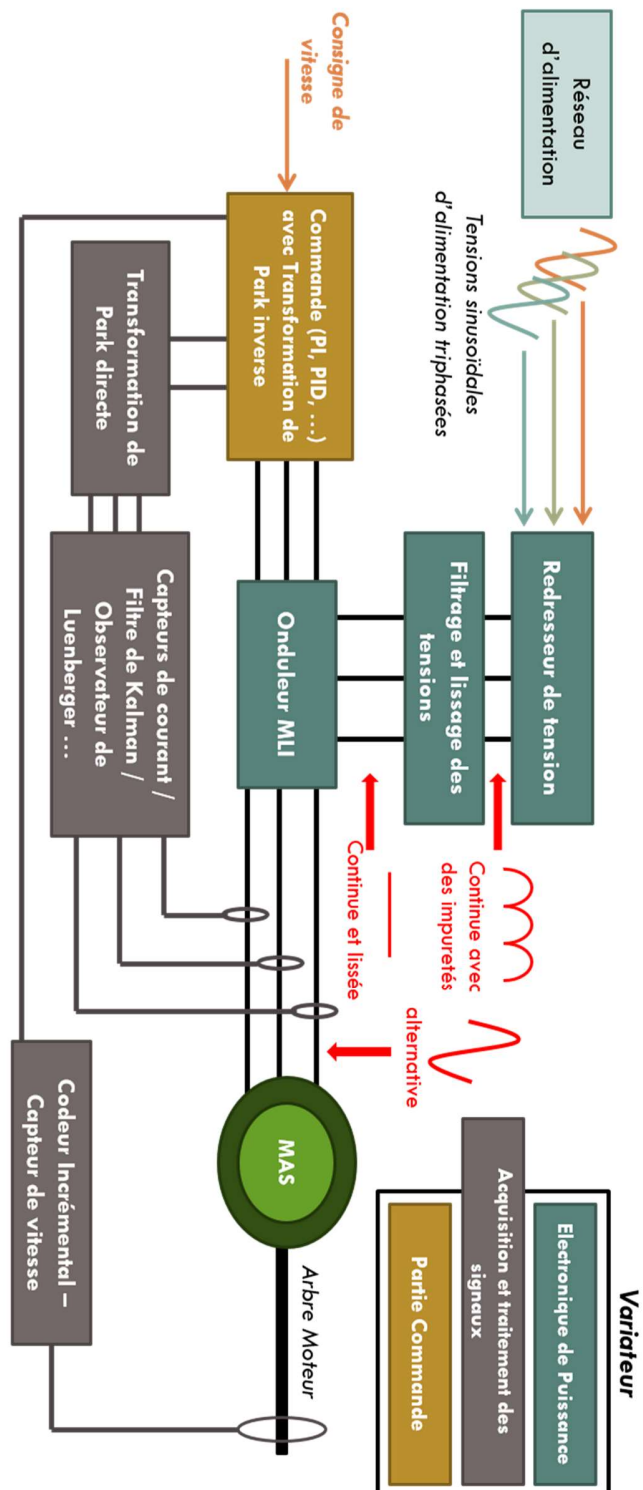 Réseau
d'alimentation
Tensions sinusoïdales
d'alimentation triphasées
Redresseur de tension
Continue avec
des impuretés
Filtrage et lissage des
tensions
Continue et lissée
alternative
Variateur
Electronique de Puissance
Acquisition et traitement des
signaux
Partie Commande
Consigne de
vitesse
Commande (PI, PID, ...)
avec Transformation de
Park inverse
Onduleur MLI
MAS
Arbre Moteur
Transformation de
Park directe
Capteurs de courant /
Filtre de Kalman /
Observateur de
Luenberger ...
Codeur Incrémental –
Capteur de vitesse